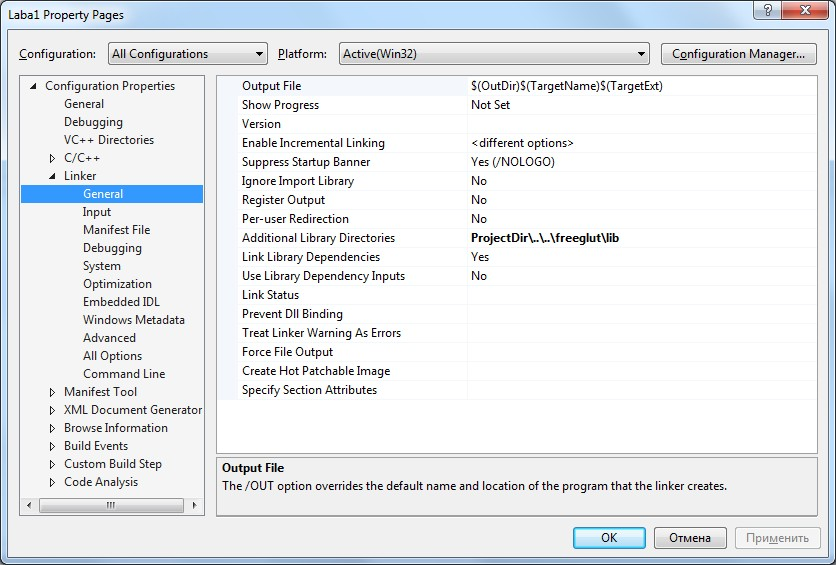 Laba1 Property Pages
Configuration: All Configurations Platform: Active(Win32) Configuration Manager...
Configuration Properties
General
Debugging
VC++ Directories
C/C++
Linker
General
Input
Manifest File
Debugging
System
Optimization
Embedded IDL
Windows Metadata
Advanced
All Options
Command Line
Manifest Tool
XML Document Generator
Browse Information
Build Events
Custom Build Step
Code Analysis
Output File $(OutDir)$(TargetName)$(TargetExt)
Show Progress Not Set
Version
Enable Incremental Linking <different options>
Suppress Startup Banner Yes (/NOLOGO)
Ignore Import Library No
Register Output No
Per-user Redirection No
Additional Library Directories ProjectDir\..\..\freeglut\lib
Link Library Dependencies Yes
Use Library Dependency Inputs No
Link Status
Prevent Dll Binding
Treat Linker Warning As Errors
Force File Output
Create Hot Patchable Image
Specify Section Attributes
Output File
The /OUT option overrides the default name and location of the program that the linker creates.
OK Отмена Применить